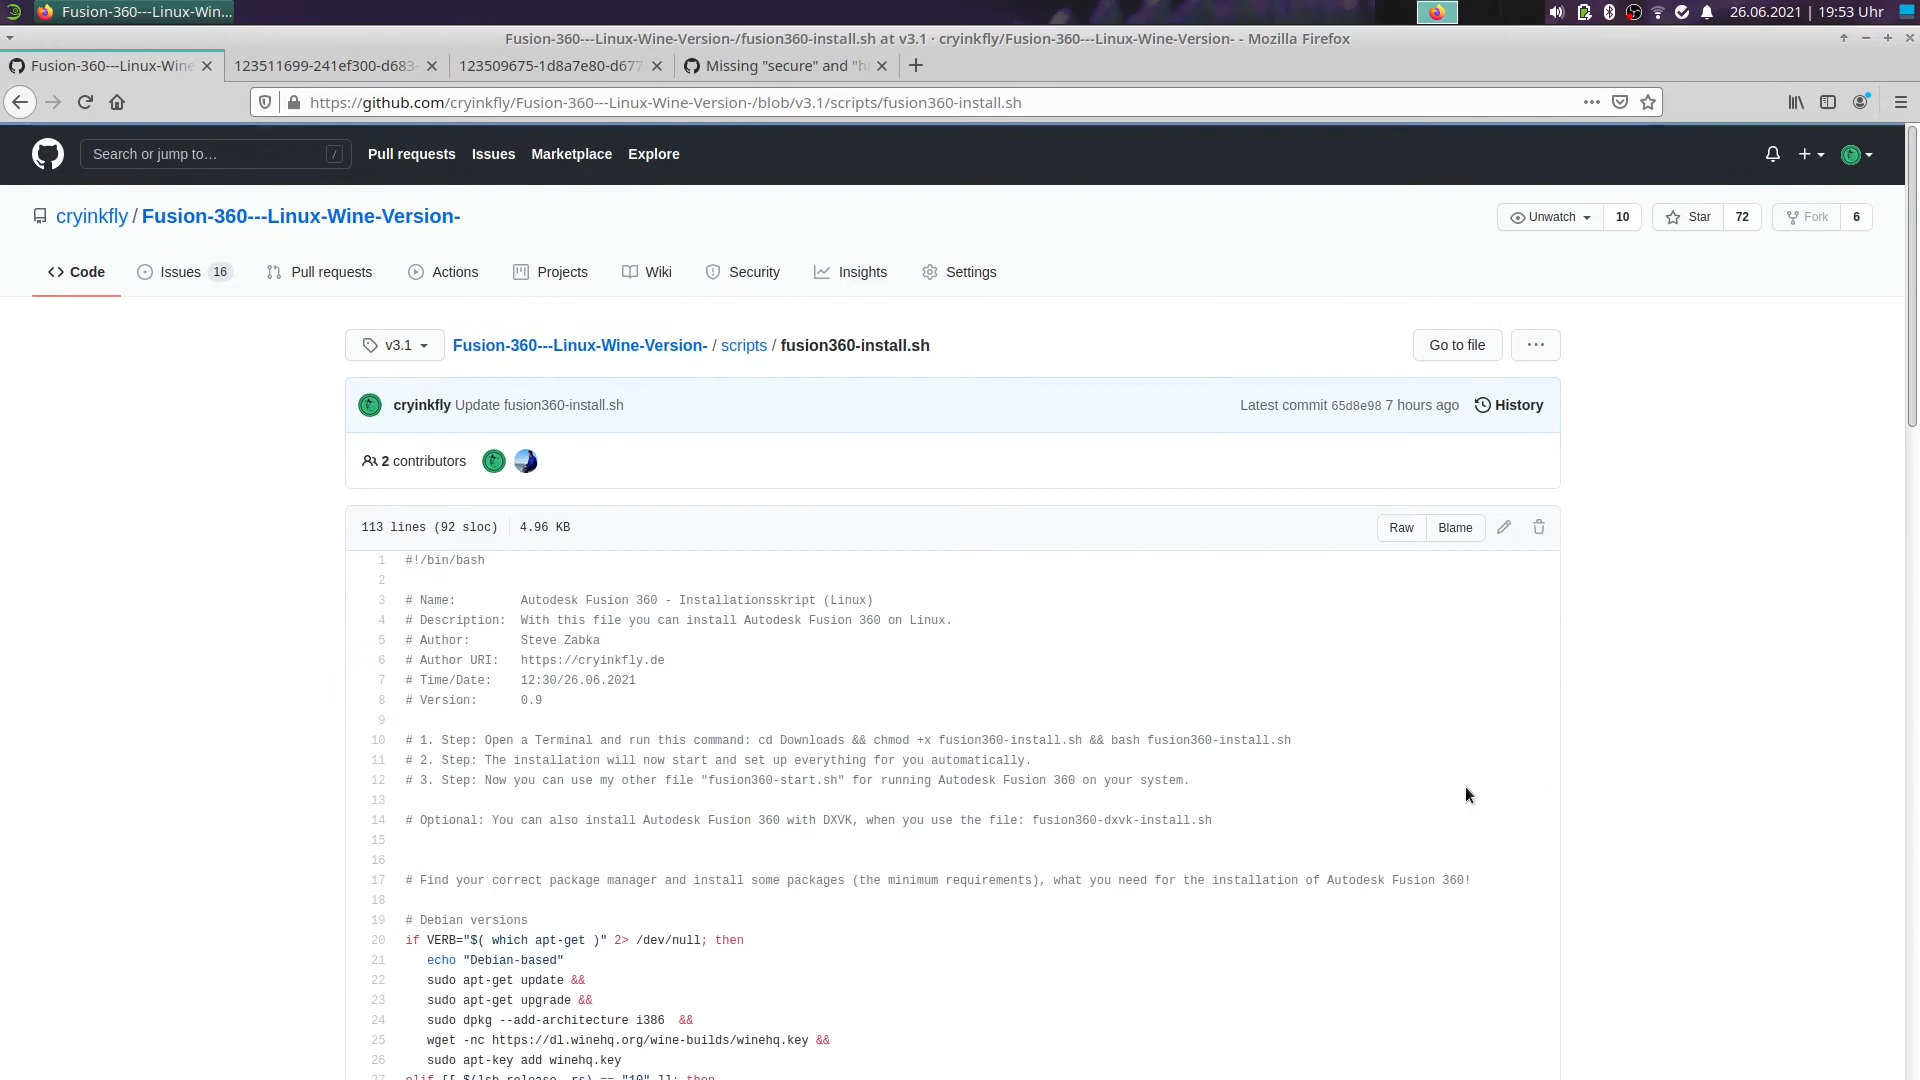 Fusion-360---Linux-Win...
26.06.2021 | 19:53 Uhr
Fusion-360---Linux-Wine-Version-/fusion360-install.sh at v3.1 · cryinkfly/Fusion-360---Linux-Wine-Version- - Mozilla Firefox
Fusion-360---Linux-Wine
123511699-241ef300-d683-
123509675-1d8a7e80-d677
Missing "secure" and "h
https://github.com/cryinkfly/Fusion-360---Linux-Wine-Version-/blob/v3.1/scripts/fusion360-install.sh
Search or jump to… /
Pull requests Issues Marketplace Explore
cryinkfly / Fusion-360---Linux-Wine-Version-
Unwatch 10 Star 72 Fork 6
Code Issues 16 Pull requests Actions Projects Wiki Security Insights Settings
v3.1 Fusion-360---Linux-Wine-Version- / scripts / fusion360-install.sh Go to file ...
cryinkfly Update fusion360-install.sh Latest commit 65d8e98 7 hours ago History
2 contributors
113 lines (92 sloc) 4.96 KB Raw Blame
1 #!/bin/bash
2
3 # Name: Autodesk Fusion 360 - Installationsskript (Linux)
4 # Description: With this file you can install Autodesk Fusion 360 on Linux.
5 # Author: Steve Zabka
6 # Author URI: https://cryinkfly.de
7 # Time/Date: 12:30/26.06.2021
8 # Version: 0.9
9
10 # 1. Step: Open a Terminal and run this command: cd Downloads && chmod +x fusion360-install.sh && bash fusion360-install.sh
11 # 2. Step: The installation will now start and set up everything for you automatically.
12 # 3. Step: Now you can use my other file "fusion360-start.sh" for running Autodesk Fusion 360 on your system.
13
14 # Optional: You can also install Autodesk Fusion 360 with DXVK, when you use the file: fusion360-dxvk-install.sh
15
16
17 # Find your correct package manager and install some packages (the minimum requirements), what you need for the installation of Autodesk Fusion 360!
18
19 # Debian versions
20 if VERB="$( which apt-get )" 2> /dev/null; then
21 echo "Debian-based"
22 sudo apt-get update &&
23 sudo apt-get upgrade &&
24 sudo dpkg --add-architecture i386 &&
25 wget -nc https://dl.winehq.org/wine-builds/winehq.key &&
26 sudo apt-key add winehq.key
27 elif [[ $(lsb_release -rs) == "10" ]]; then